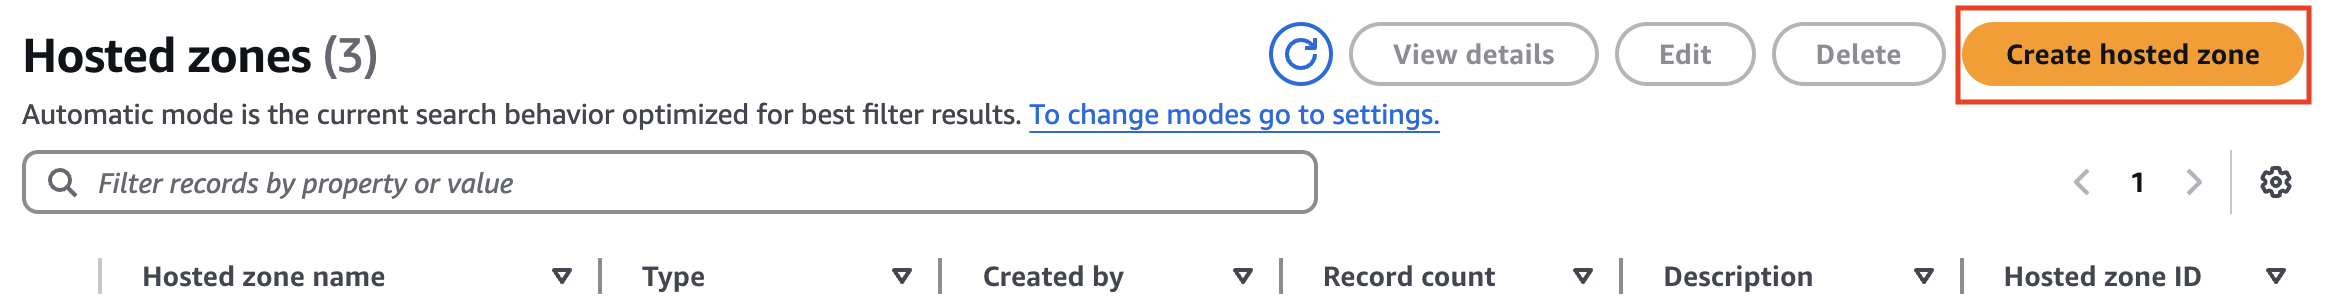 Hosted zones (3)
View details
Edit
Delete
Create hosted zone
Automatic mode is the current search behavior optimized for best filter results. To change modes go to settings.
Filter records by property or value
1
Hosted zone name
Type
Created by
Record count
Description
Hosted zone ID